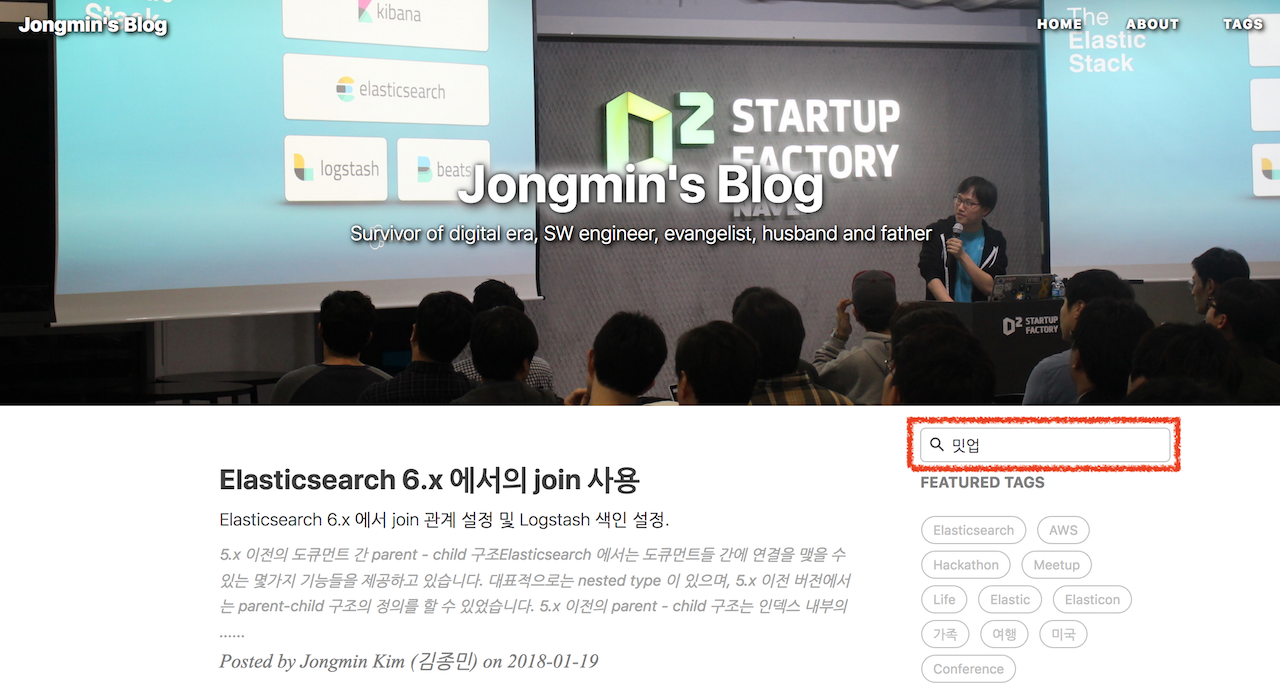 Jongmin's Blog
HOME ABOUT TAGS
kibana
elasticsearch
logstash
beats
The
Elastic
Stack
D2 STARTUP
FACTORY
Jongmin's Blog
Survivor of digital era, SW engineer, evangelist, husband and father
D2 STARTUP
FACTORY
밋업
FEATURED TAGS
Elasticsearch AWS
Hackathon Meetup
Life Elastic Elasticon
가족 여행 미국
Conference
Elasticsearch 6.x 에서의 join 사용
Elasticsearch 6.x 에서 join 관계 설정 및 Logstash 색인 설정.
5.x 이전의 도큐먼트 간 parent - child 구조Elasticsearch 에서는 도큐먼트들 간에 연결을 맺을 수
있는 몇가지 기능들을 제공하고 있습니다. 대표적으로는 nested type 이 있으며, 5.x 이전 버전에서
는 parent-child 구조의 정의를 할 수 있었습니다. 5.x 이전의 parent - child 구조는 인덱스 내부의
......
Posted by Jongmin Kim (김종민) on 2018-01-19